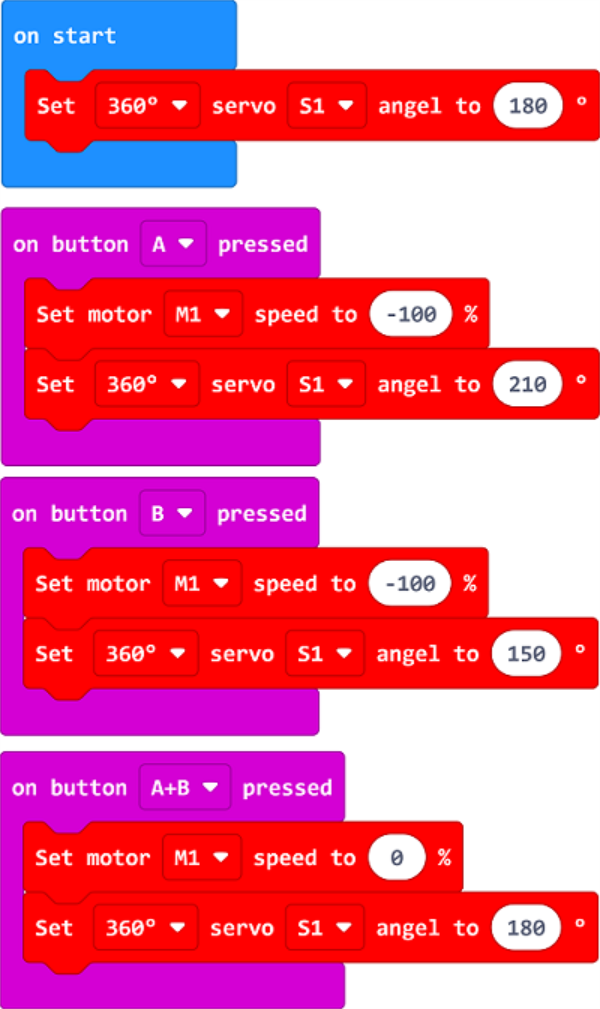 on start
Set 360° servo S1 angel to 180 °
on button A pressed
Set motor M1 speed to -100 %
Set 360° servo S1 angel to 210 °
on button B pressed
Set motor M1 speed to -100 %
Set 360° servo S1 angel to 150 °
on button A+B pressed
Set motor M1 speed to 0 %
Set 360° servo S1 angel to 180 °